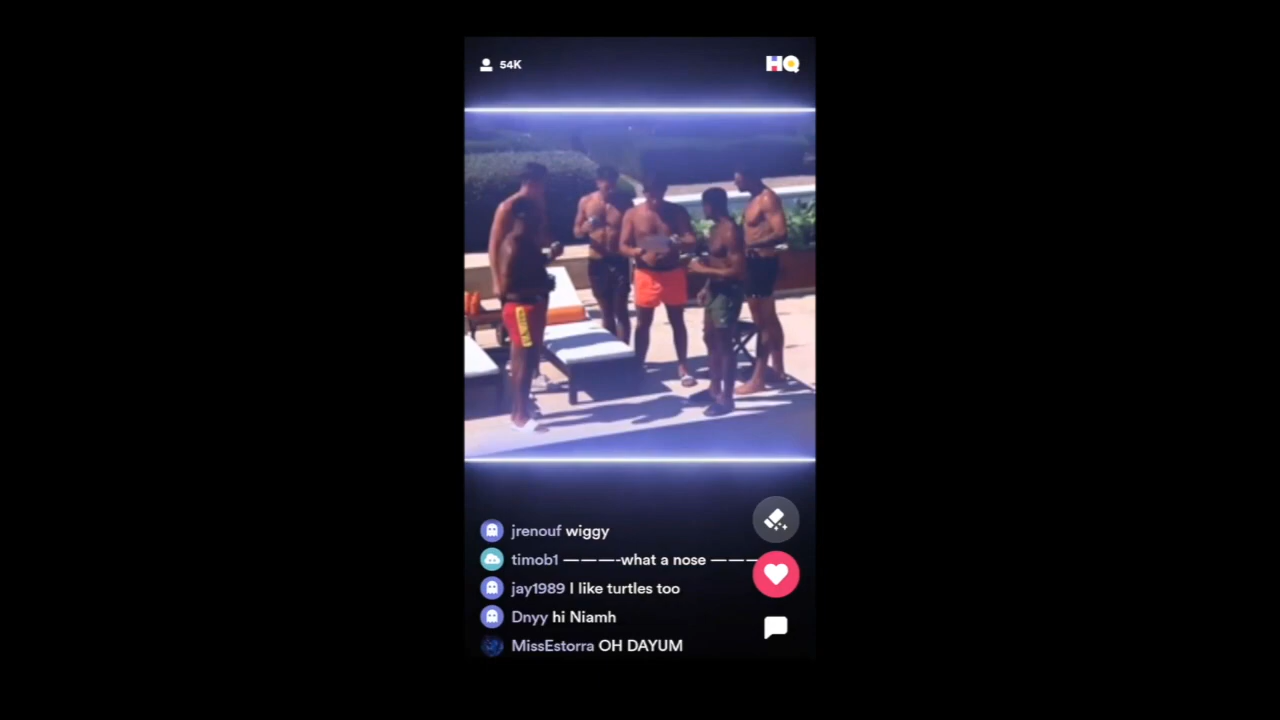 54K
HQ
jrenouf wiggy
timob1 ————-what a nose ———
jay1989 I like turtles too
Dnyy hi Niamh
MissEstorra OH DAYUM